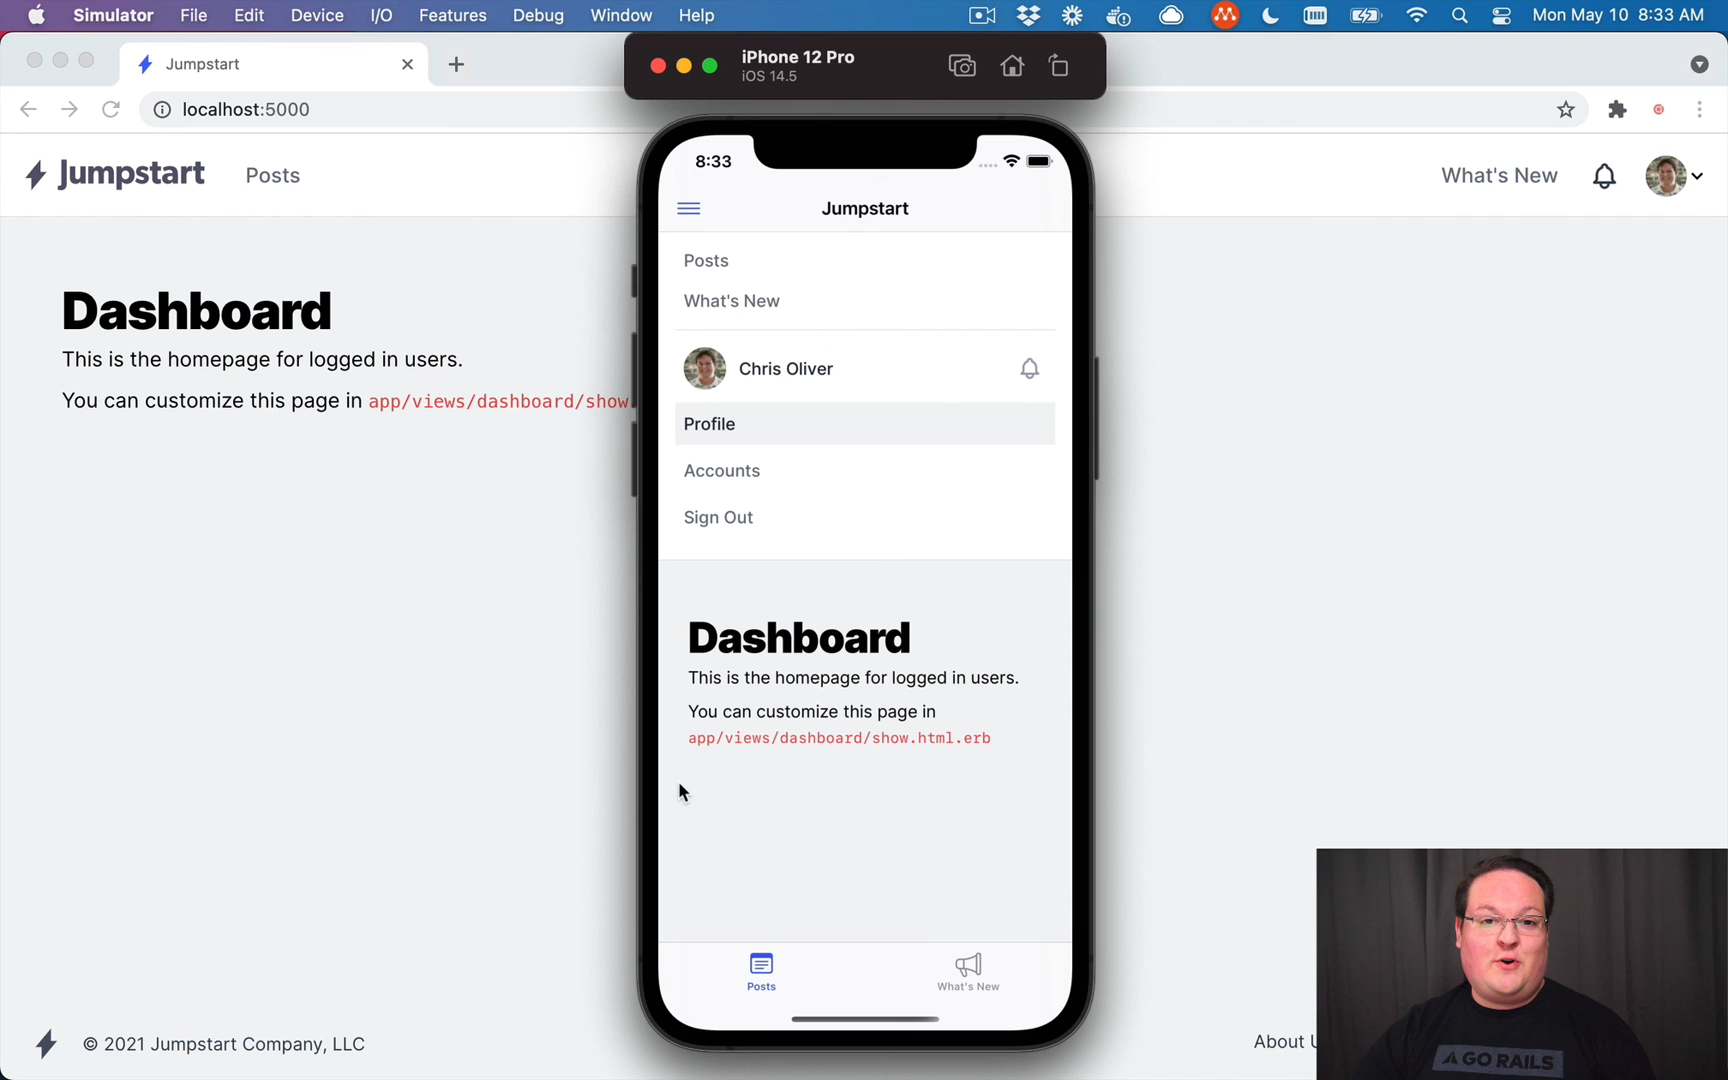 Simulator File Edit Device I/O Features Debug Window Help Mon May 10 8:33 AM
Jumpstart
iPhone 12 Pro
iOS 14.5
localhost:5000
Jumpstart Posts What's New
Dashboard
This is the homepage for logged in users.
You can customize this page in app/views/dashboard/show
8:33
Jumpstart
Posts
What's New
Chris Oliver
Profile
Accounts
Sign Out
Dashboard
This is the homepage for logged in users.
You can customize this page in
app/views/dashboard/show.html.erb
Posts What's New
© 2021 Jumpstart Company, LLC
About U
GO RAILS